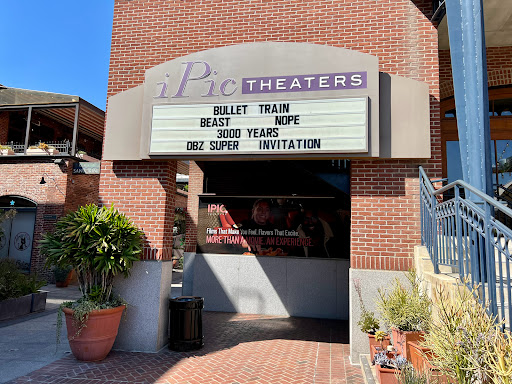 iPic THEATERS
BULLET TRAIN
BEAST NOPE
3000 YEARS
DBZ SUPER INVITATION
IPIC
Films That Make You Feel, Flavors That Excite
MORE THAN A MOVIE. AN EXPERIENCE.